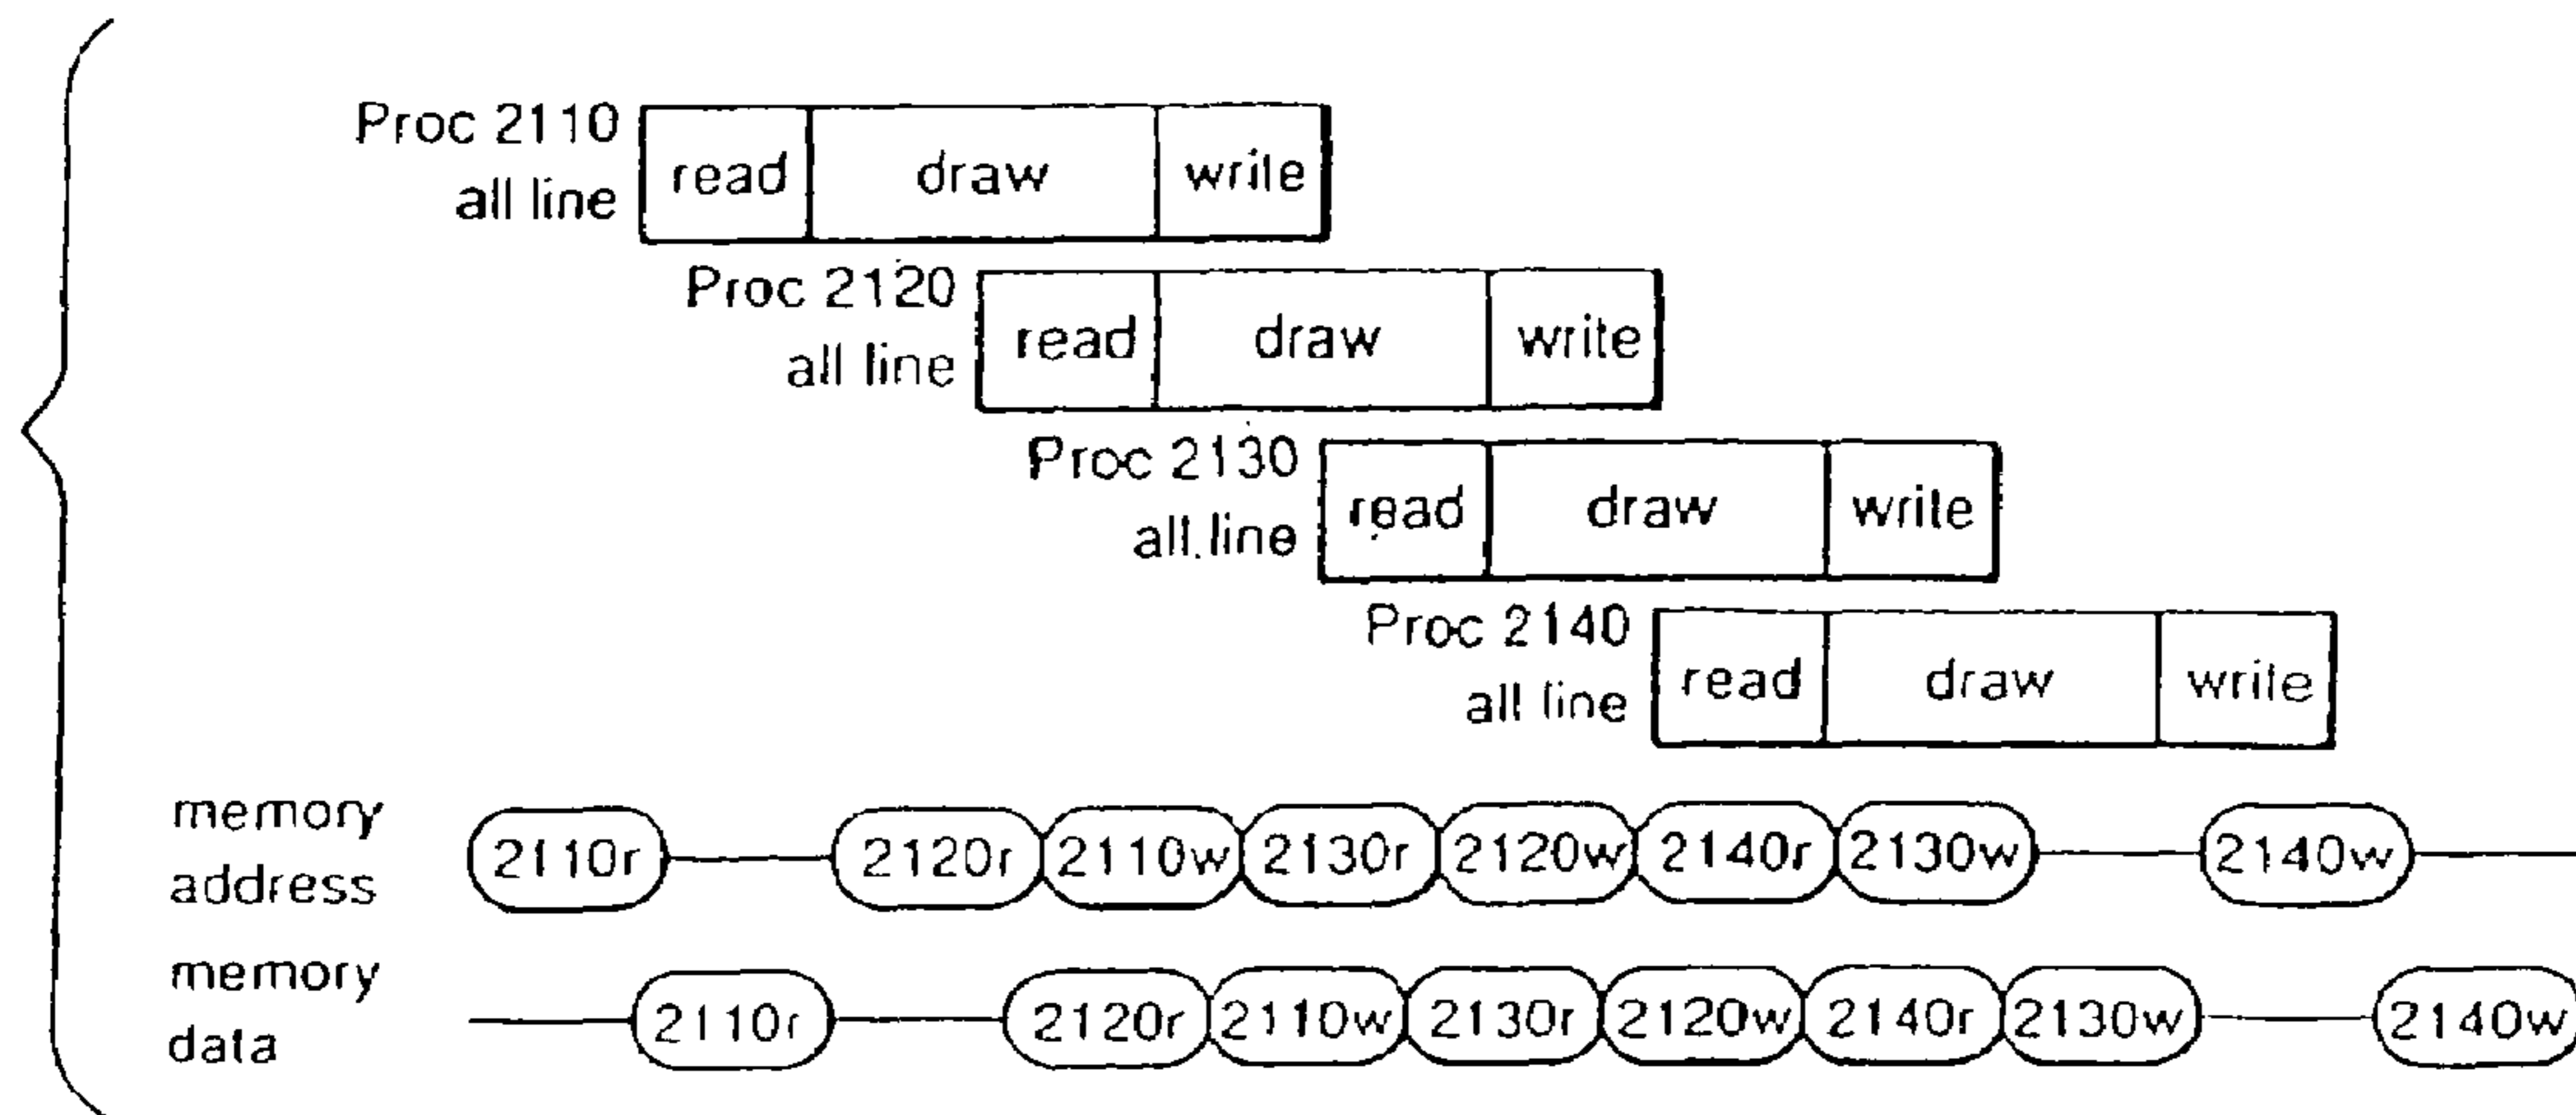 Proc 2110
all line
read draw write
Proc 2120
all line
read draw write
Proc 2130
all line
read draw write
Proc 2140
all line
read draw write
memory
address
2110r 2120r 2110w 2130r 2120w 2140r 2130w 2140w
memory
data
2110r 2120r 2110w 2130r 2120w 2140r 2130w 2140w